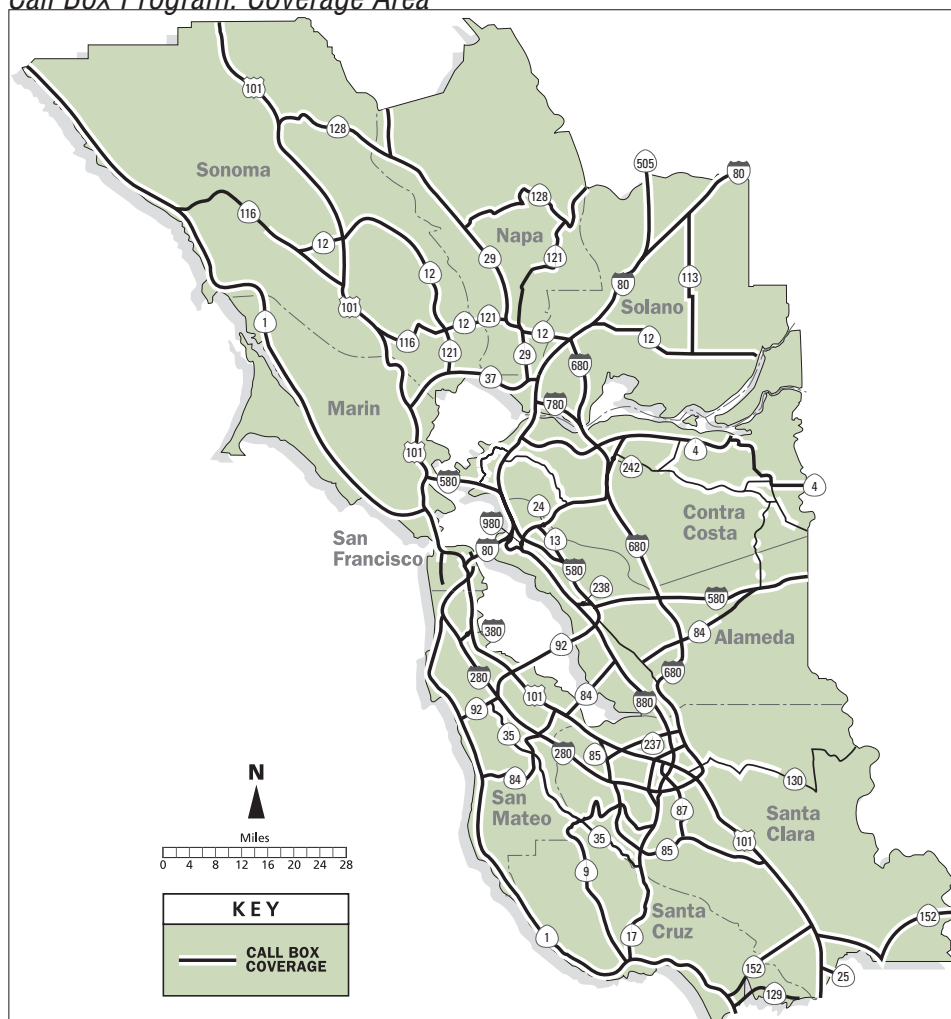 Call Box Program: Coverage Area
101
128
Sonoma
505
80
116
128
Napa
12
29
121
80
113
12
Solano
101
1
12
121
12
12
116
121
29
680
37
Marin
780
101
4
242
580
4
24
Contra
Costa
980
13
San
Francisco
80
680
580
238
580
380
92
84
Alameda
680
280
101
84
880
92
35
237
280
85
130
84
N
San
Mateo
87
Santa
Clara
Miles
35
101
0 4 8 12 16 20 24 28
85
9
KEY
152
Santa
Cruz
1
17
CALL BOX
COVERAGE
152
25
129